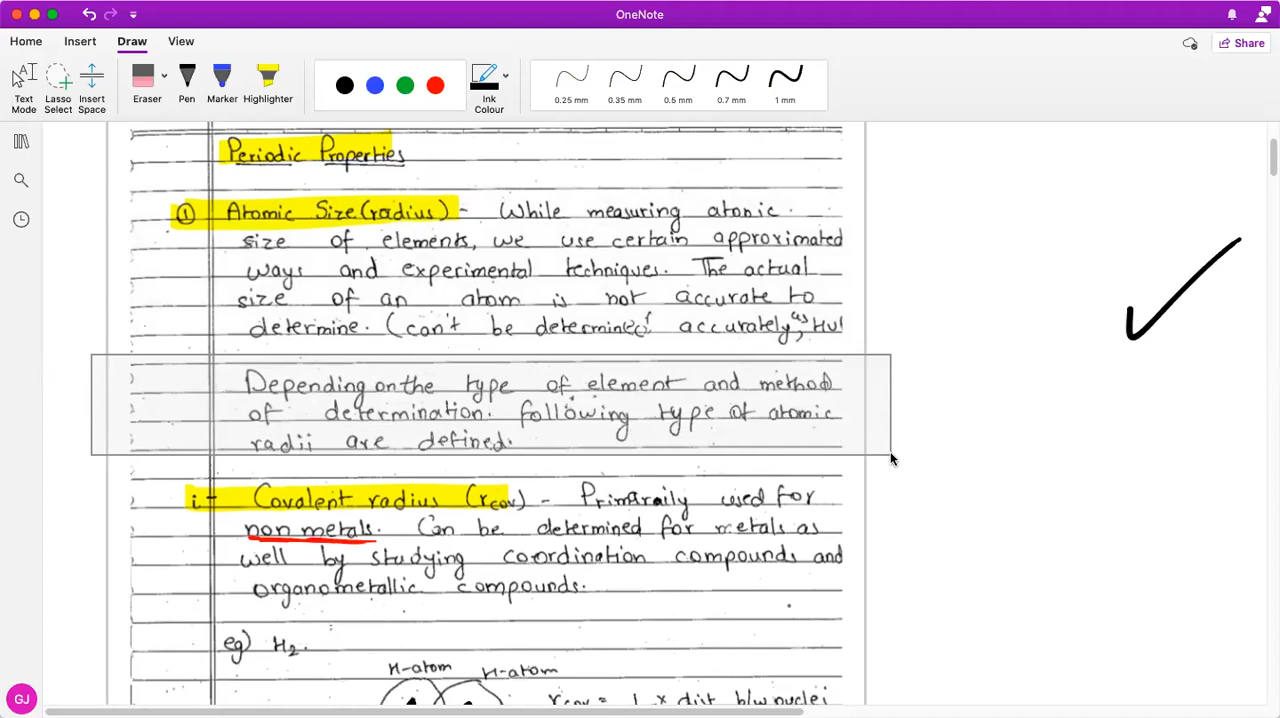 OneNote
Home Insert Draw View
Share
Text Mode
Lasso Select
Insert Space
Eraser
Pen
Marker
Highlighter
Ink Colour
0.25 mm 0.35 mm 0.5 mm 0.7 mm 1 mm
Periodic Properties
① Atomic Size (radius) - While measuring atomic
size of elements, we use certain approximated
ways and experimental techniques. The actual
size of an atom is not accurate to
determine. (can't be determined accurately, as
Depending on the type of element and method
of determination. following type of atomic
radii are defined.
i - Covalent radius (rcov) - Primaraily used for
non metals. Can be determined for metals as
well by studying coordination compounds and
organometallic compounds.
eg) H2.
H-atom H-atom
rcov = 1 x dist b/w nuclei
GJ